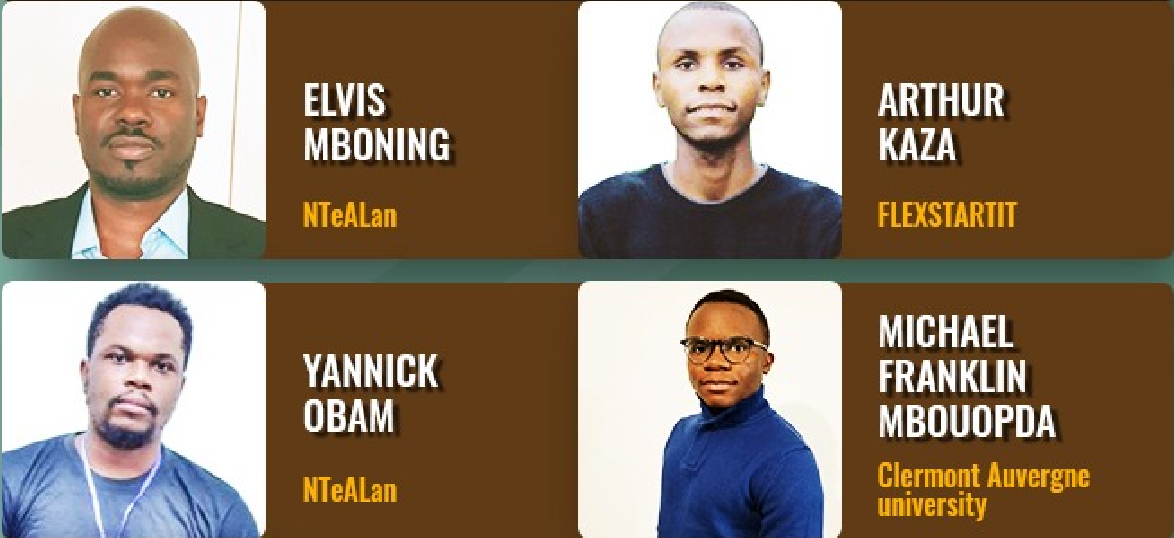 ELVIS
MBONING
NTeALan
ARTHUR
KAZA
FLEXSTARTIT
YANNICK
OBAM
NTeALan
MICHAEL
FRANKLIN
MBOUOPDA
Clermont Auvergne
university